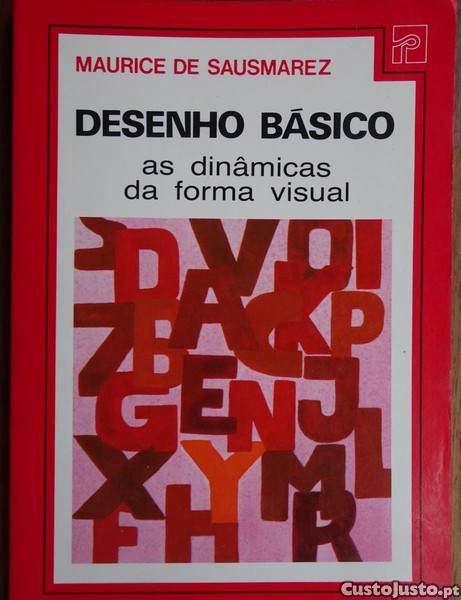 MAURICE DE SAUSMAREZ
DESENHO BÁSICO
as dinâmicas
da forma visual
S D V O I
Z B A C K P
G E N J L
X Y M
F H R
CustoJusto.pt